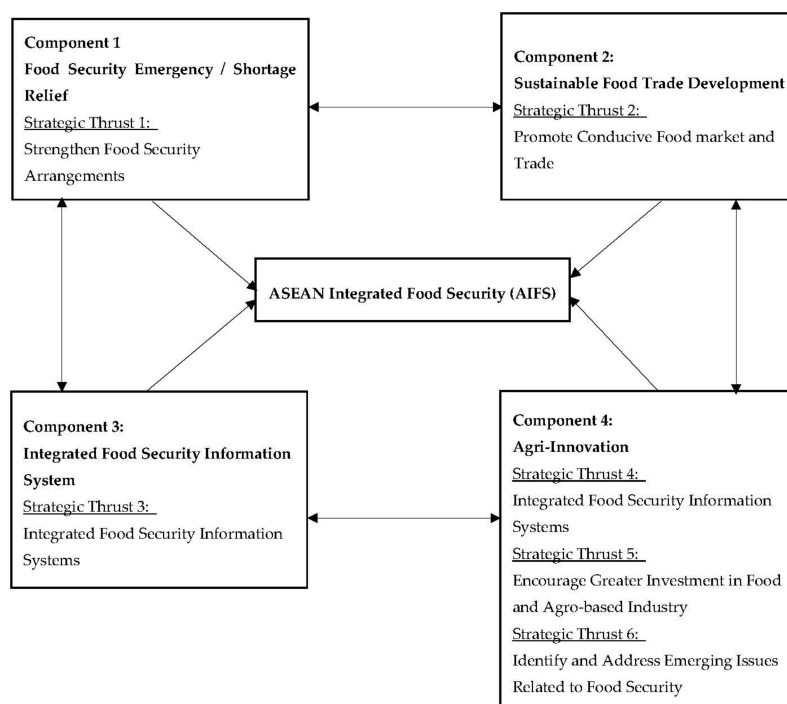 Component 1
Food Security Emergency / Shortage
Relief
Strategic Thrust 1:
Strengthen Food Security
Arrangements
Component 2:
Sustainable Food Trade Development
Strategic Thrust 2:
Promote Conducive Food market and
Trade
ASEAN Integrated Food Security (AIFS)
Component 3:
Integrated Food Security Information
System
Strategic Thrust 3:
Integrated Food Security Information
Systems
Component 4:
Agri-Innovation
Strategic Thrust 4:
Integrated Food Security Information
Systems
Strategic Thrust 5:
Encourage Greater Investment in Food
and Agro-based Industry
Strategic Thrust 6:
Identify and Address Emerging Issues
Related to Food Security